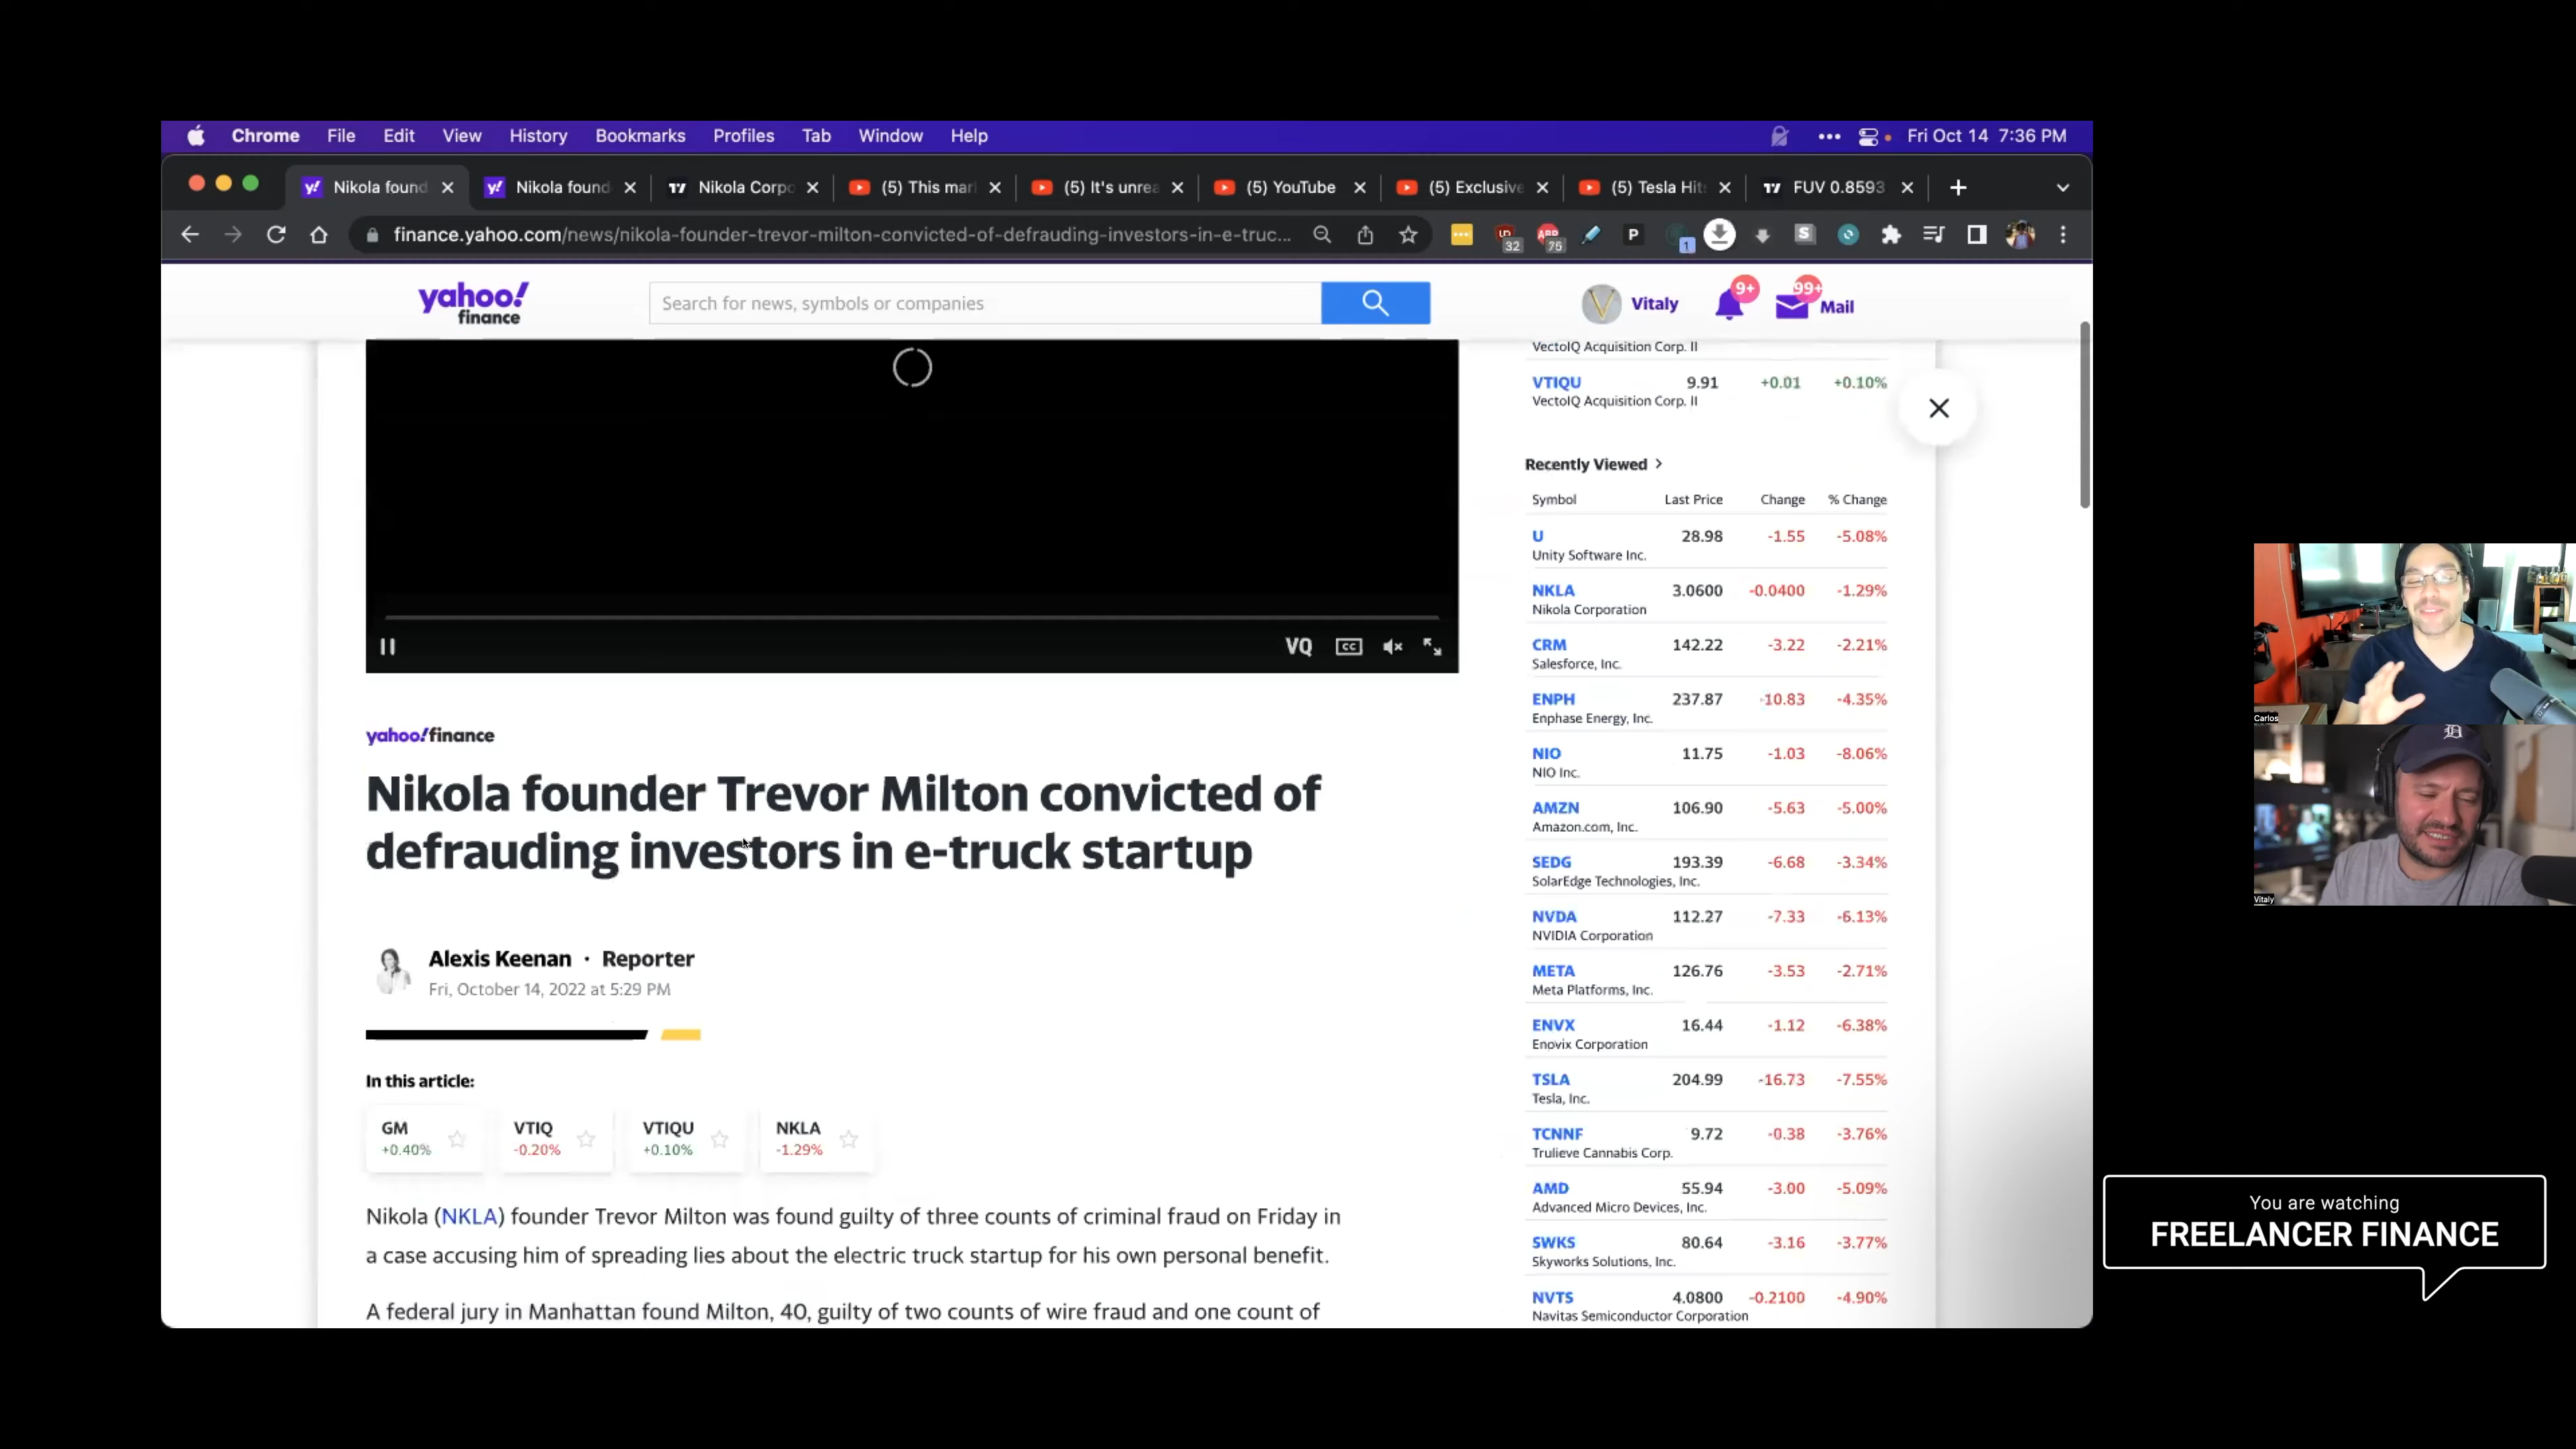 Chrome File Edit View History Bookmarks Profiles Tab Window Help
Fri Oct 14 7:36 PM
Nikola found
Nikola found
Nikola Corpo
(5) This mar
(5) It's unrea
(5) YouTube
(5) Exclusive
(5) Tesla Hit
FUV 0.8593
finance.yahoo.com/news/nikola-founder-trevor-milton-convicted-of-defrauding-investors-in-e-truc...
32
75
P
1
S
yahoo!
finance
Search for news, symbols or companies
Vitaly
9+
99+
Mail
VQ
CC
yahoo!finance
Nikola founder Trevor Milton convicted of
defrauding investors in e-truck startup
Alexis Keenan · Reporter
Fri, October 14, 2022 at 5:29 PM
In this article:
GM
+0.40%
VTIQ
-0.20%
VTIQU
+0.10%
NKLA
-1.29%
Nikola (NKLA) founder Trevor Milton was found guilty of three counts of criminal fraud on Friday in
a case accusing him of spreading lies about the electric truck startup for his own personal benefit.
A federal jury in Manhattan found Milton, 40, guilty of two counts of wire fraud and one count of
VectoIQ Acquisition Corp. II
VTIQU 9.91 +0.01 +0.10%
VectoIQ Acquisition Corp. II
Recently Viewed
Symbol Last Price Change % Change
U 28.98 -1.55 -5.08%
Unity Software Inc.
NKLA 3.0600 -0.0400 -1.29%
Nikola Corporation
CRM 142.22 -3.22 -2.21%
Salesforce, Inc.
ENPH 237.87 -10.83 -4.35%
Enphase Energy, Inc.
NIO 11.75 -1.03 -8.06%
NIO Inc.
AMZN 106.90 -5.63 -5.00%
Amazon.com, Inc.
SEDG 193.39 -6.68 -3.34%
SolarEdge Technologies, Inc.
NVDA 112.27 -7.33 -6.13%
NVIDIA Corporation
META 126.76 -3.53 -2.71%
Meta Platforms, Inc.
ENVX 16.44 -1.12 -6.38%
Enovix Corporation
TSLA 204.99 -16.73 -7.55%
Tesla, Inc.
TCNNF 9.72 -0.38 -3.76%
Trulieve Cannabis Corp.
AMD 55.94 -3.00 -5.09%
Advanced Micro Devices, Inc.
SWKS 80.64 -3.16 -3.77%
Skyworks Solutions, Inc.
NVTS 4.0800 -0.2100 -4.90%
Navitas Semiconductor Corporation
Carlos
Vitaly
You are watching
FREELANCER FINANCE